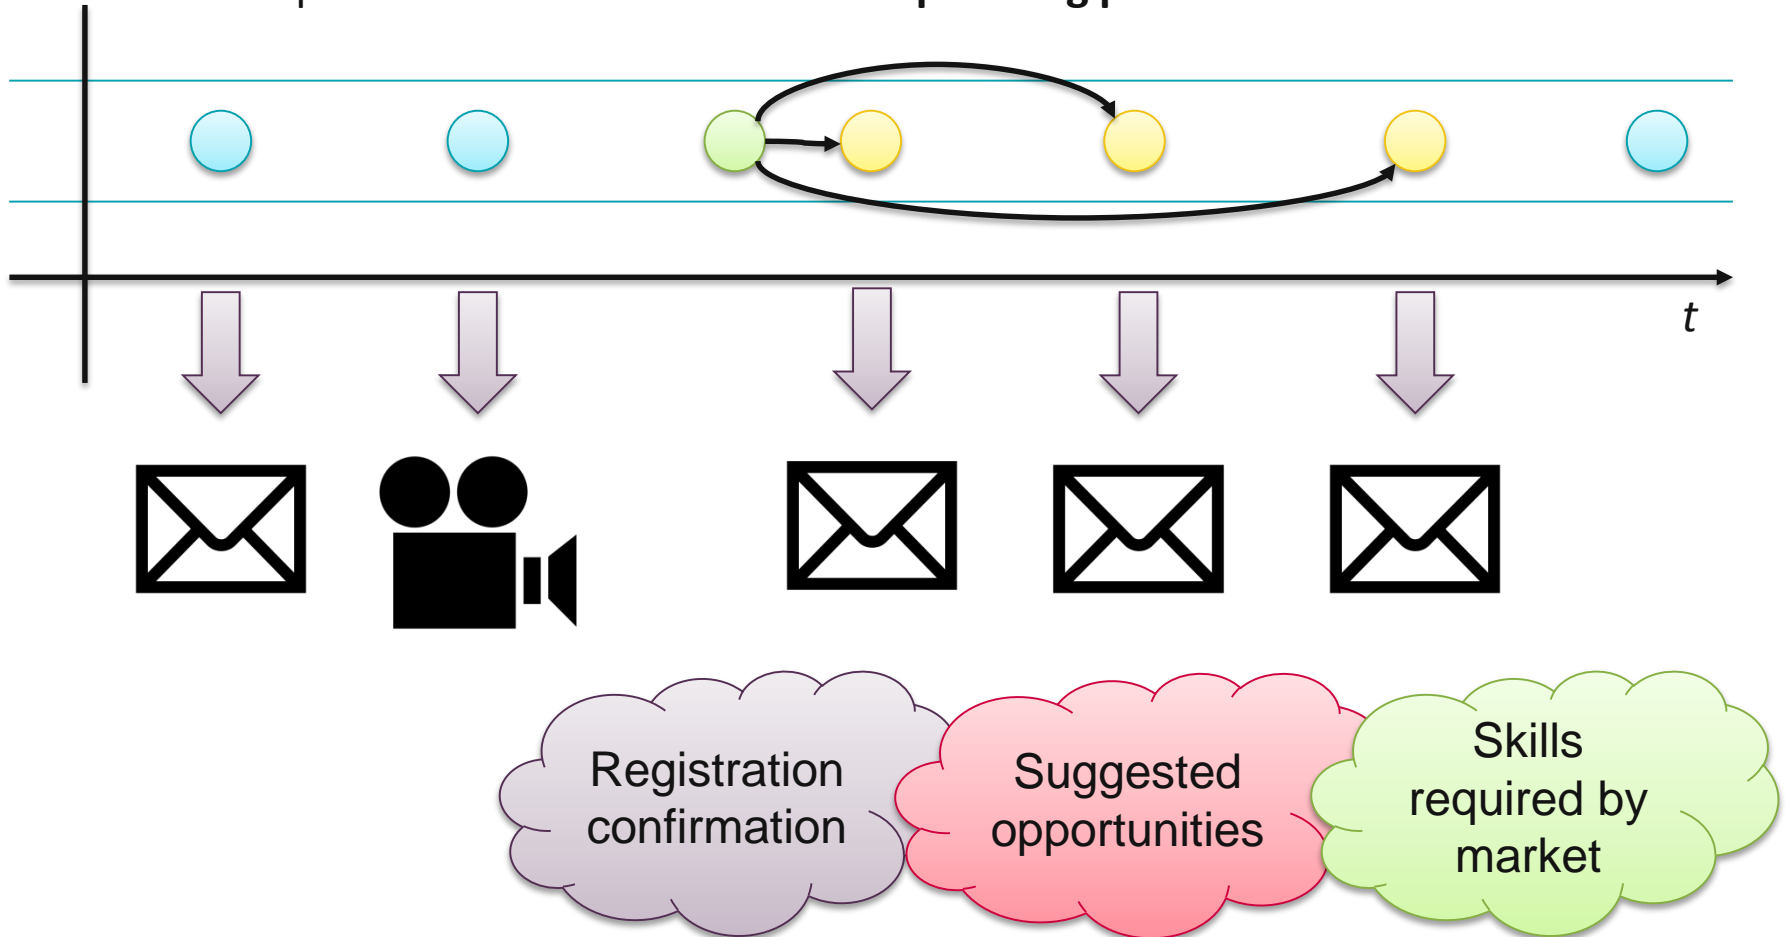 t
Registration
confirmation
Suggested
opportunities
Skills
required by
market